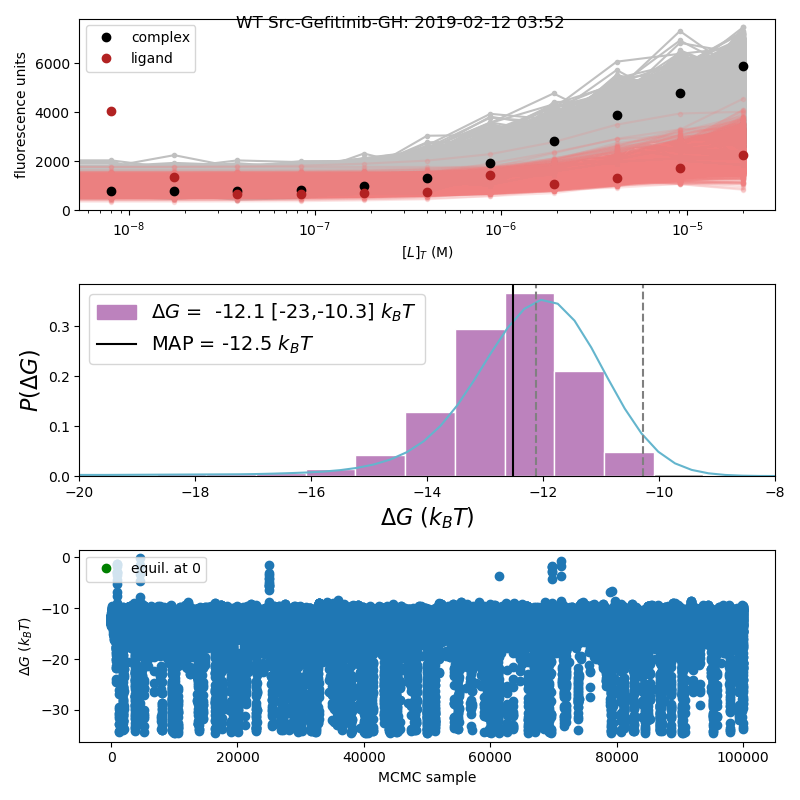 WT Src-Gefitinib-GH: 2019-02-12 03:52
complex
ligand
fluorescence units
6000
4000
2000
0
10⁻⁸ 10⁻⁷ 10⁻⁶ 10⁻⁵
[L]_T (M)
ΔG = -12.1 [-23,-10.3] k_BT
MAP = -12.5 k_BT
P(ΔG)
0.3
0.2
0.1
0.0
−20 −18 −16 −14 −12 −10 −8
ΔG (k_BT)
equil. at 0
ΔG (k_BT)
0
−10
−20
−30
0 20000 40000 60000 80000 100000
MCMC sample